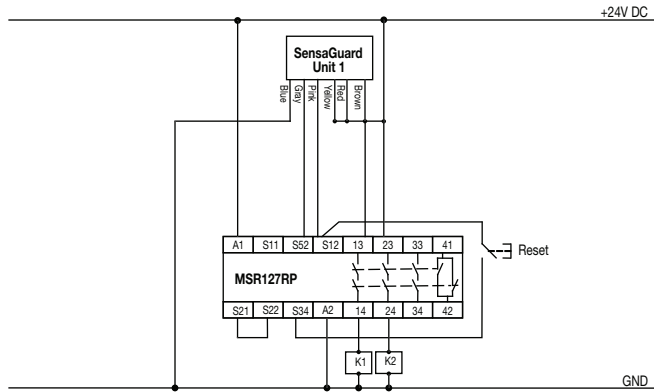 +24V DC
SensaGuard
Unit 1
Blue
Gray
Pink
Yellow
Red
Brown
A1 S11 S52 S12 13 23 33 41
Reset
MSR127RP
S21 S22 S34 A2 14 24 34 42
K1 K2
GND